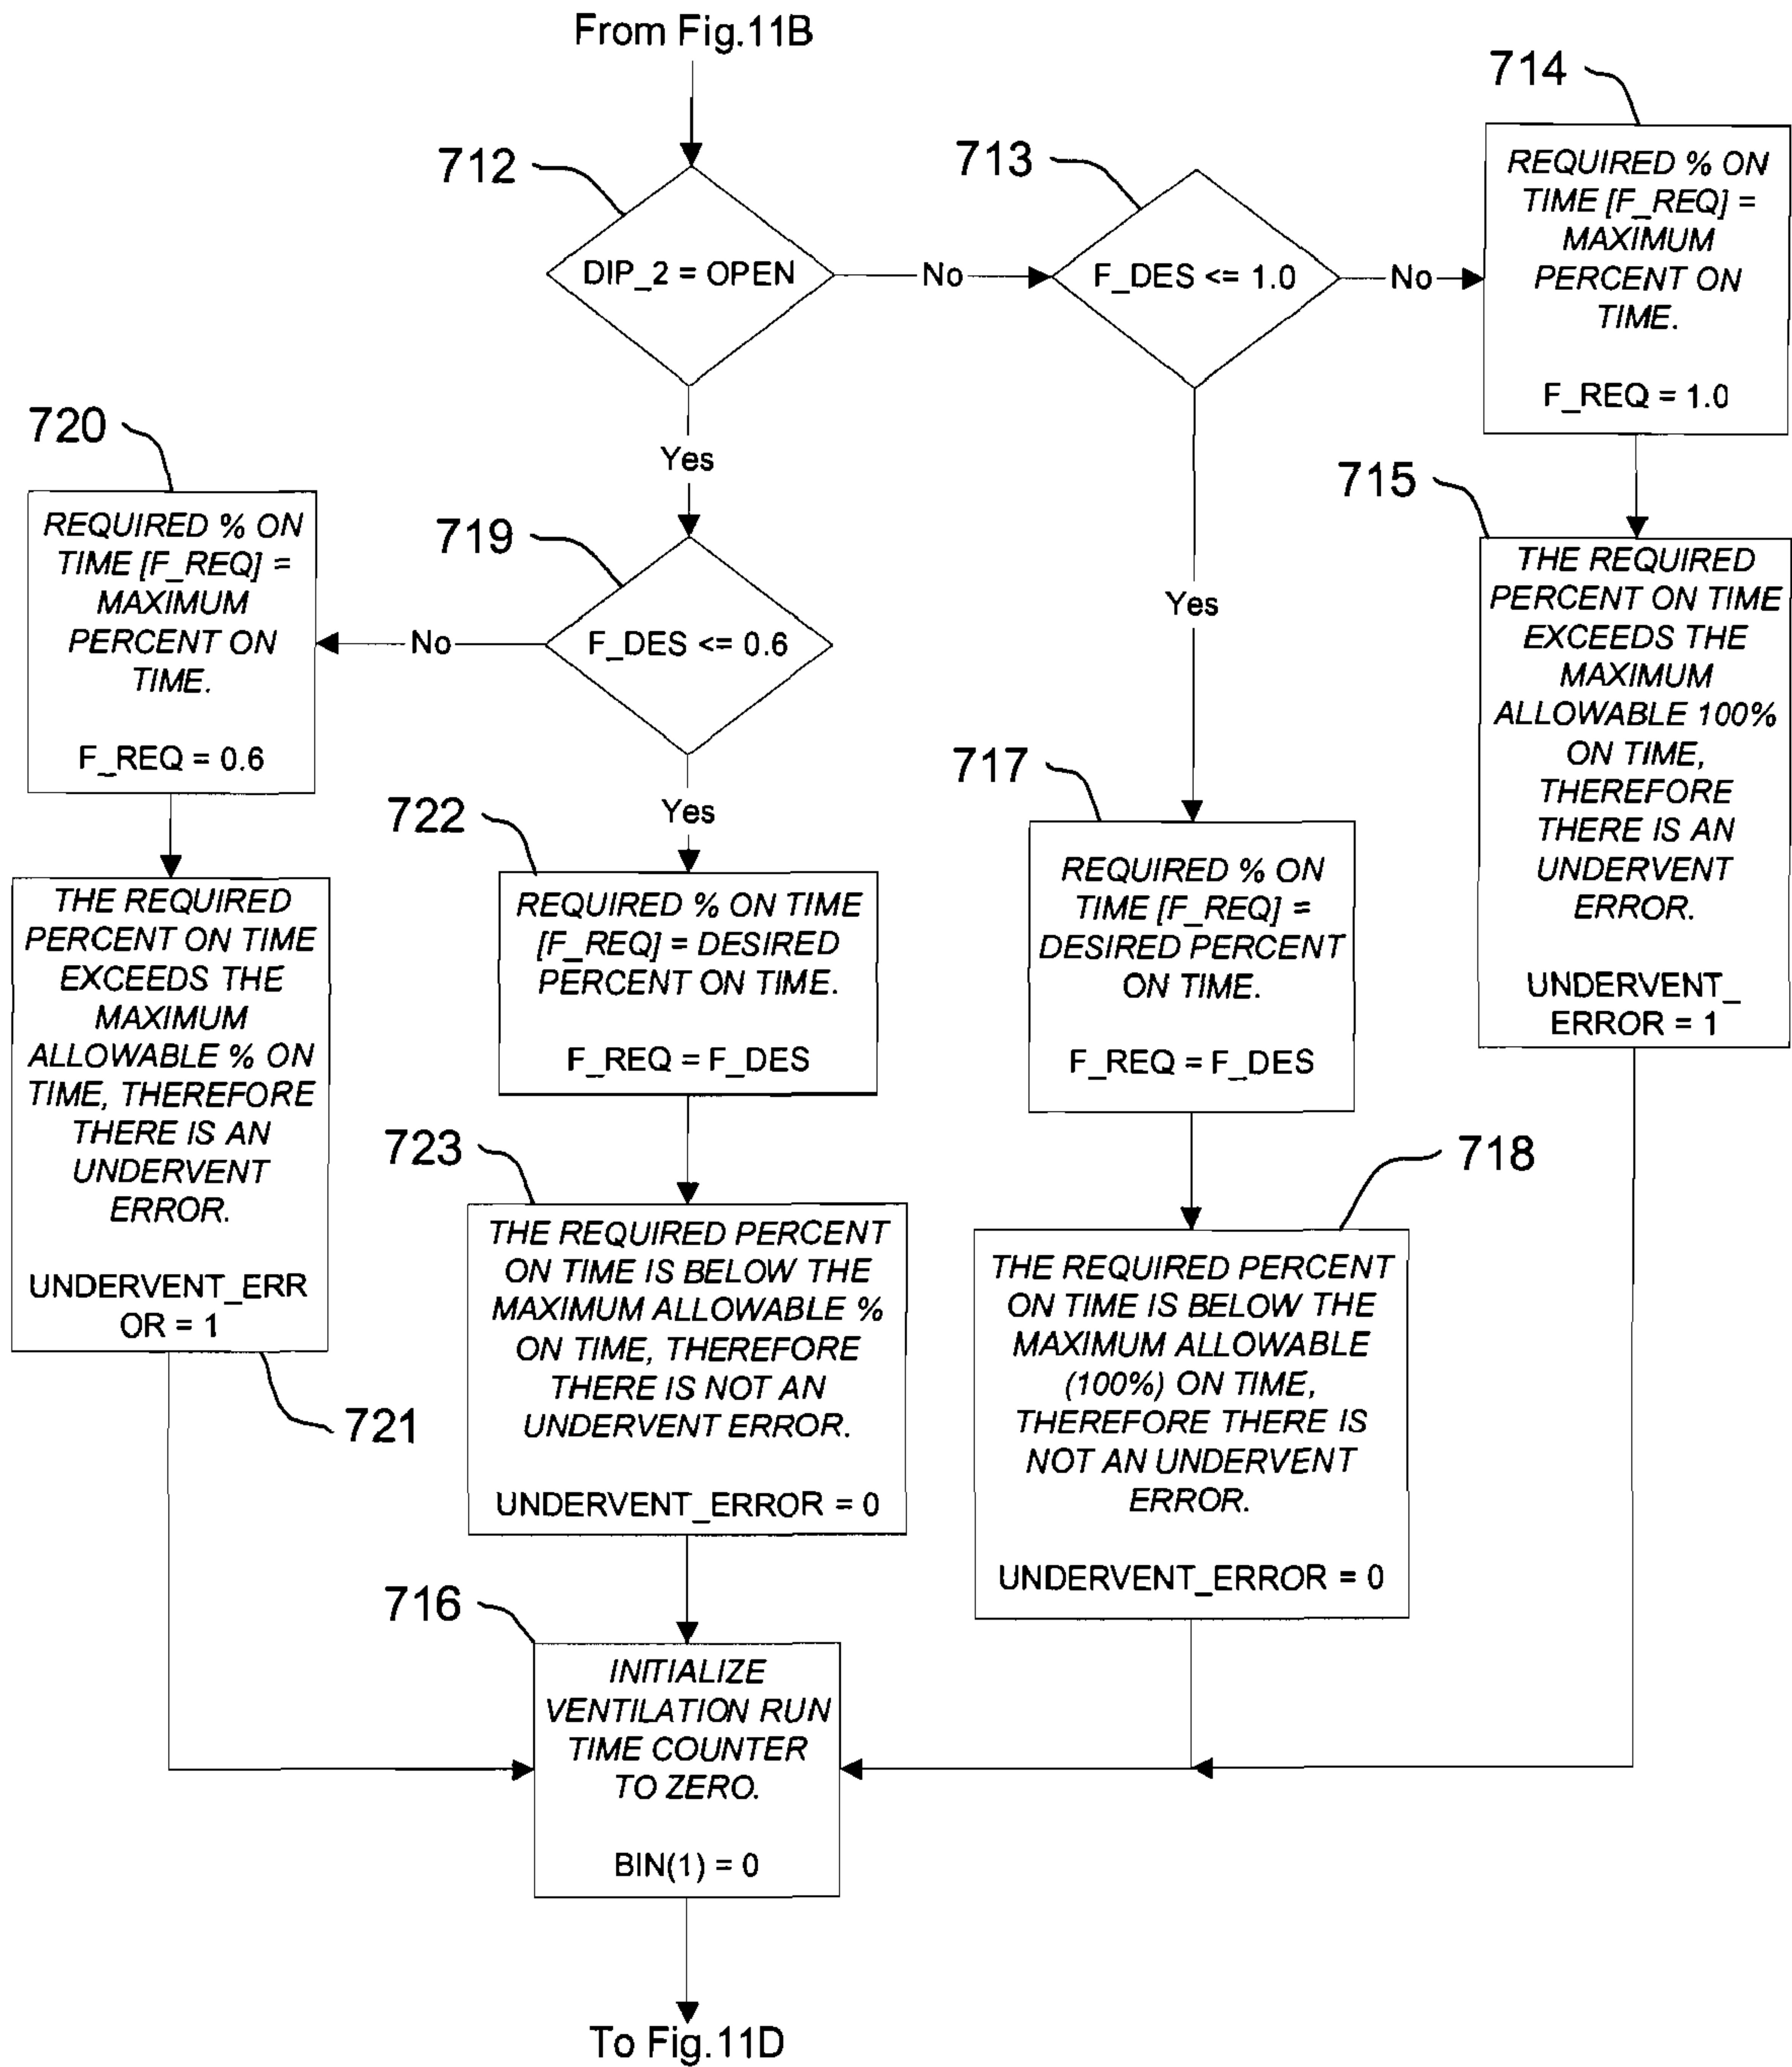 From Fig.11B
712
DIP_2 = OPEN
No
713
F_DES <= 1.0
No
714
REQUIRED % ON
TIME [F_REQ] =
MAXIMUM
PERCENT ON
TIME.
F_REQ = 1.0
Yes
715
THE REQUIRED
PERCENT ON TIME
EXCEEDS THE
MAXIMUM
ALLOWABLE 100%
ON TIME,
THEREFORE
THERE IS AN
UNDERVENT
ERROR.
UNDERVENT_
ERROR = 1
720
REQUIRED % ON
TIME [F_REQ] =
MAXIMUM
PERCENT ON
TIME.
F_REQ = 0.6
719
F_DES <= 0.6
No
Yes
Yes
721
THE REQUIRED
PERCENT ON TIME
EXCEEDS THE
MAXIMUM
ALLOWABLE % ON
TIME, THEREFORE
THERE IS AN
UNDERVENT
ERROR.
UNDERVENT_ERR
OR = 1
722
REQUIRED % ON TIME
[F_REQ] = DESIRED
PERCENT ON TIME.
F_REQ = F_DES
717
REQUIRED % ON
TIME [F_REQ] =
DESIRED PERCENT
ON TIME.
F_REQ = F_DES
723
THE REQUIRED PERCENT
ON TIME IS BELOW THE
MAXIMUM ALLOWABLE %
ON TIME, THEREFORE
THERE IS NOT AN
UNDERVENT ERROR.
UNDERVENT_ERROR = 0
718
THE REQUIRED PERCENT
ON TIME IS BELOW THE
MAXIMUM ALLOWABLE
(100%) ON TIME,
THEREFORE THERE IS
NOT AN UNDERVENT
ERROR.
UNDERVENT_ERROR = 0
716
INITIALIZE
VENTILATION RUN
TIME COUNTER
TO ZERO.
BIN(1) = 0
To Fig.11D